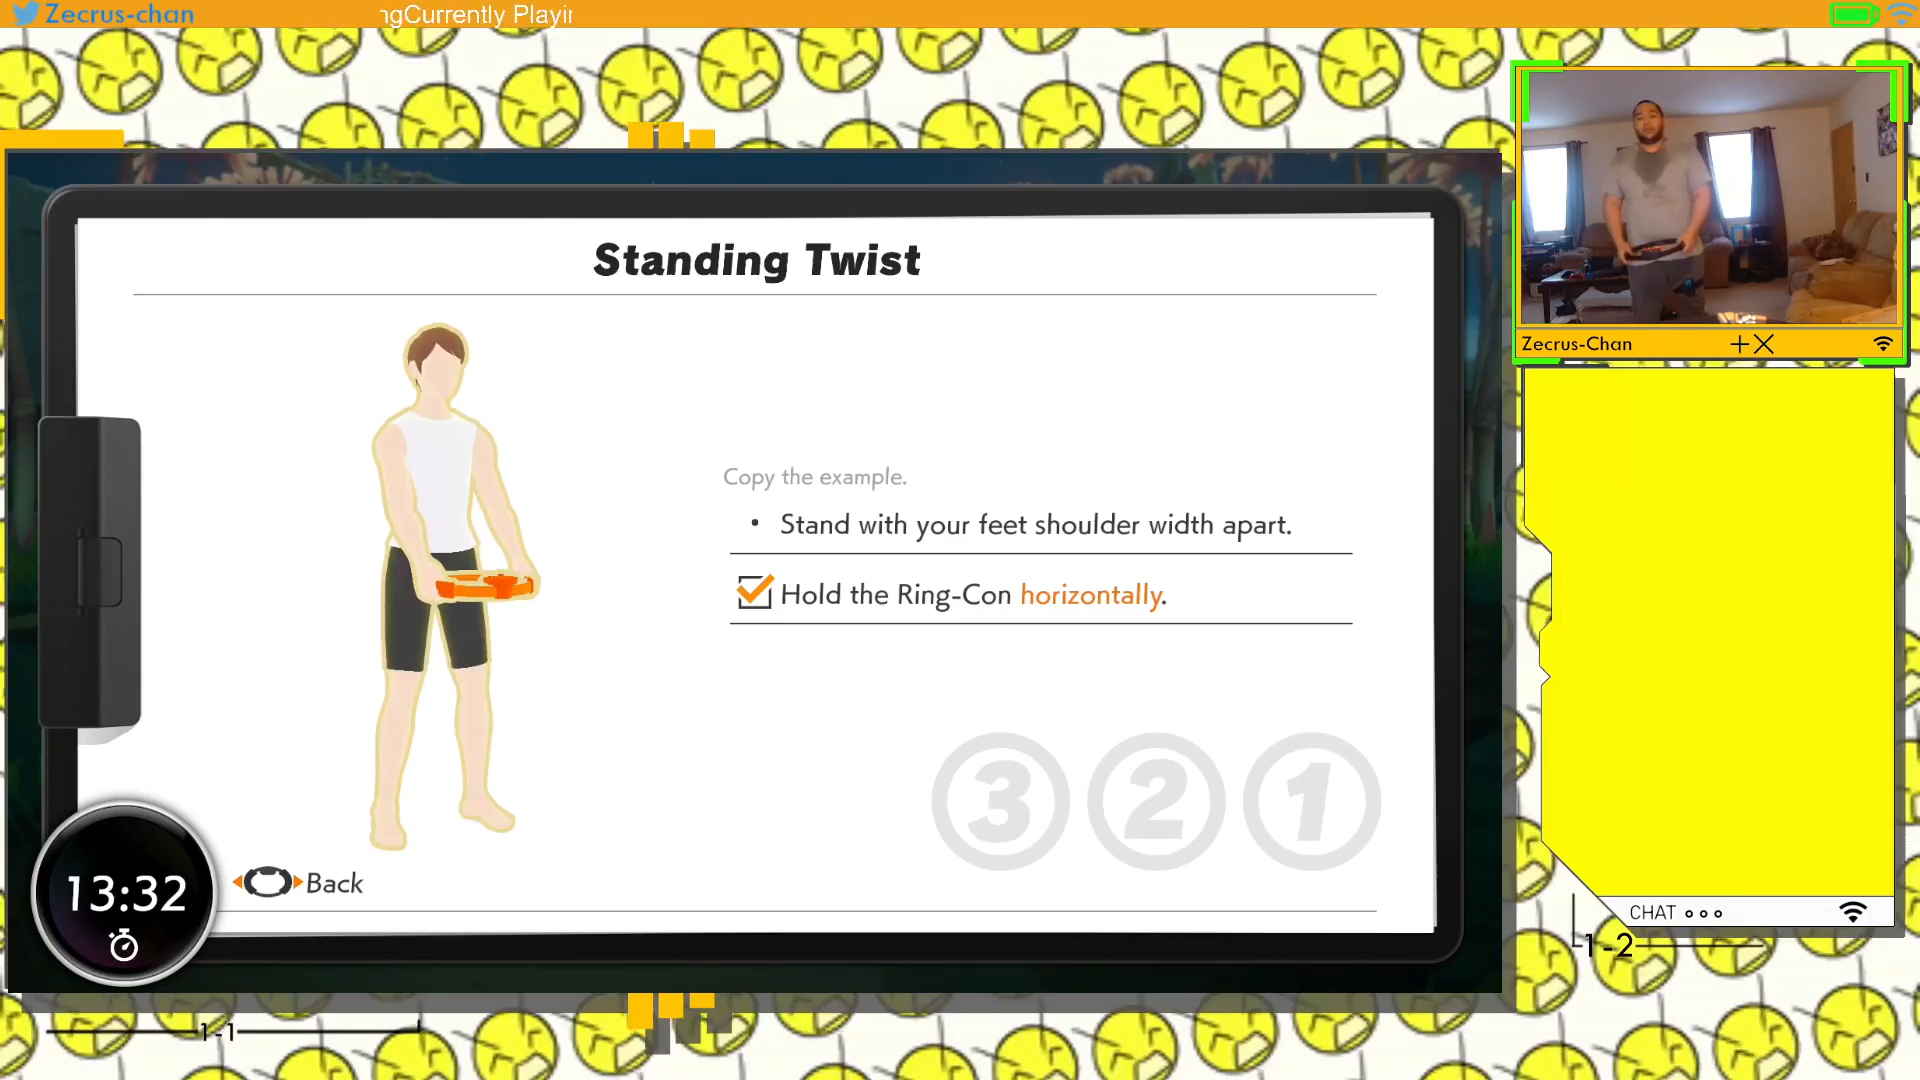 Zecrus-chan
ngCurrently Playin
Standing Twist
Copy the example.
• Stand with your feet shoulder width apart.
Hold the Ring-Con horizontally.
3 2 1
Back
13:32
Zecrus-Chan
CHAT
1-2
1-1